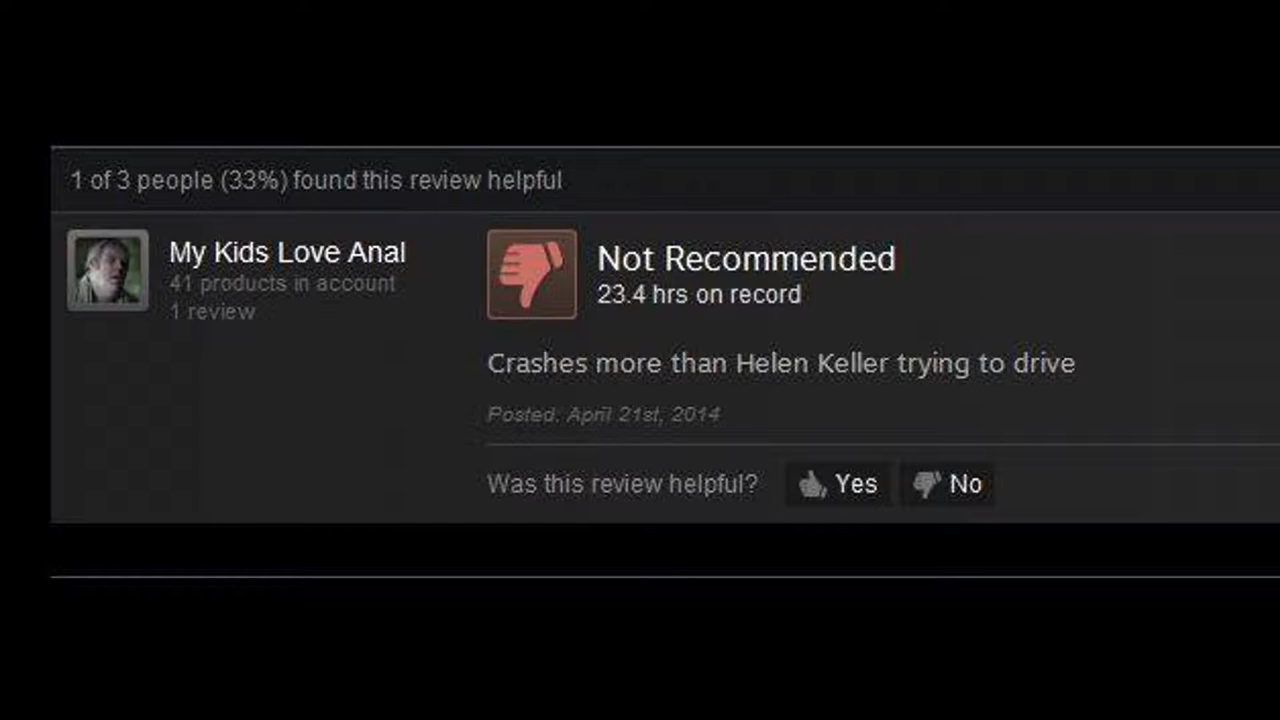 1 of 3 people (33%) found this review helpful
My Kids Love Anal
41 products in account
1 review
Not Recommended
23.4 hrs on record
Crashes more than Helen Keller trying to drive
Posted: April 21st, 2014
Was this review helpful? Yes No